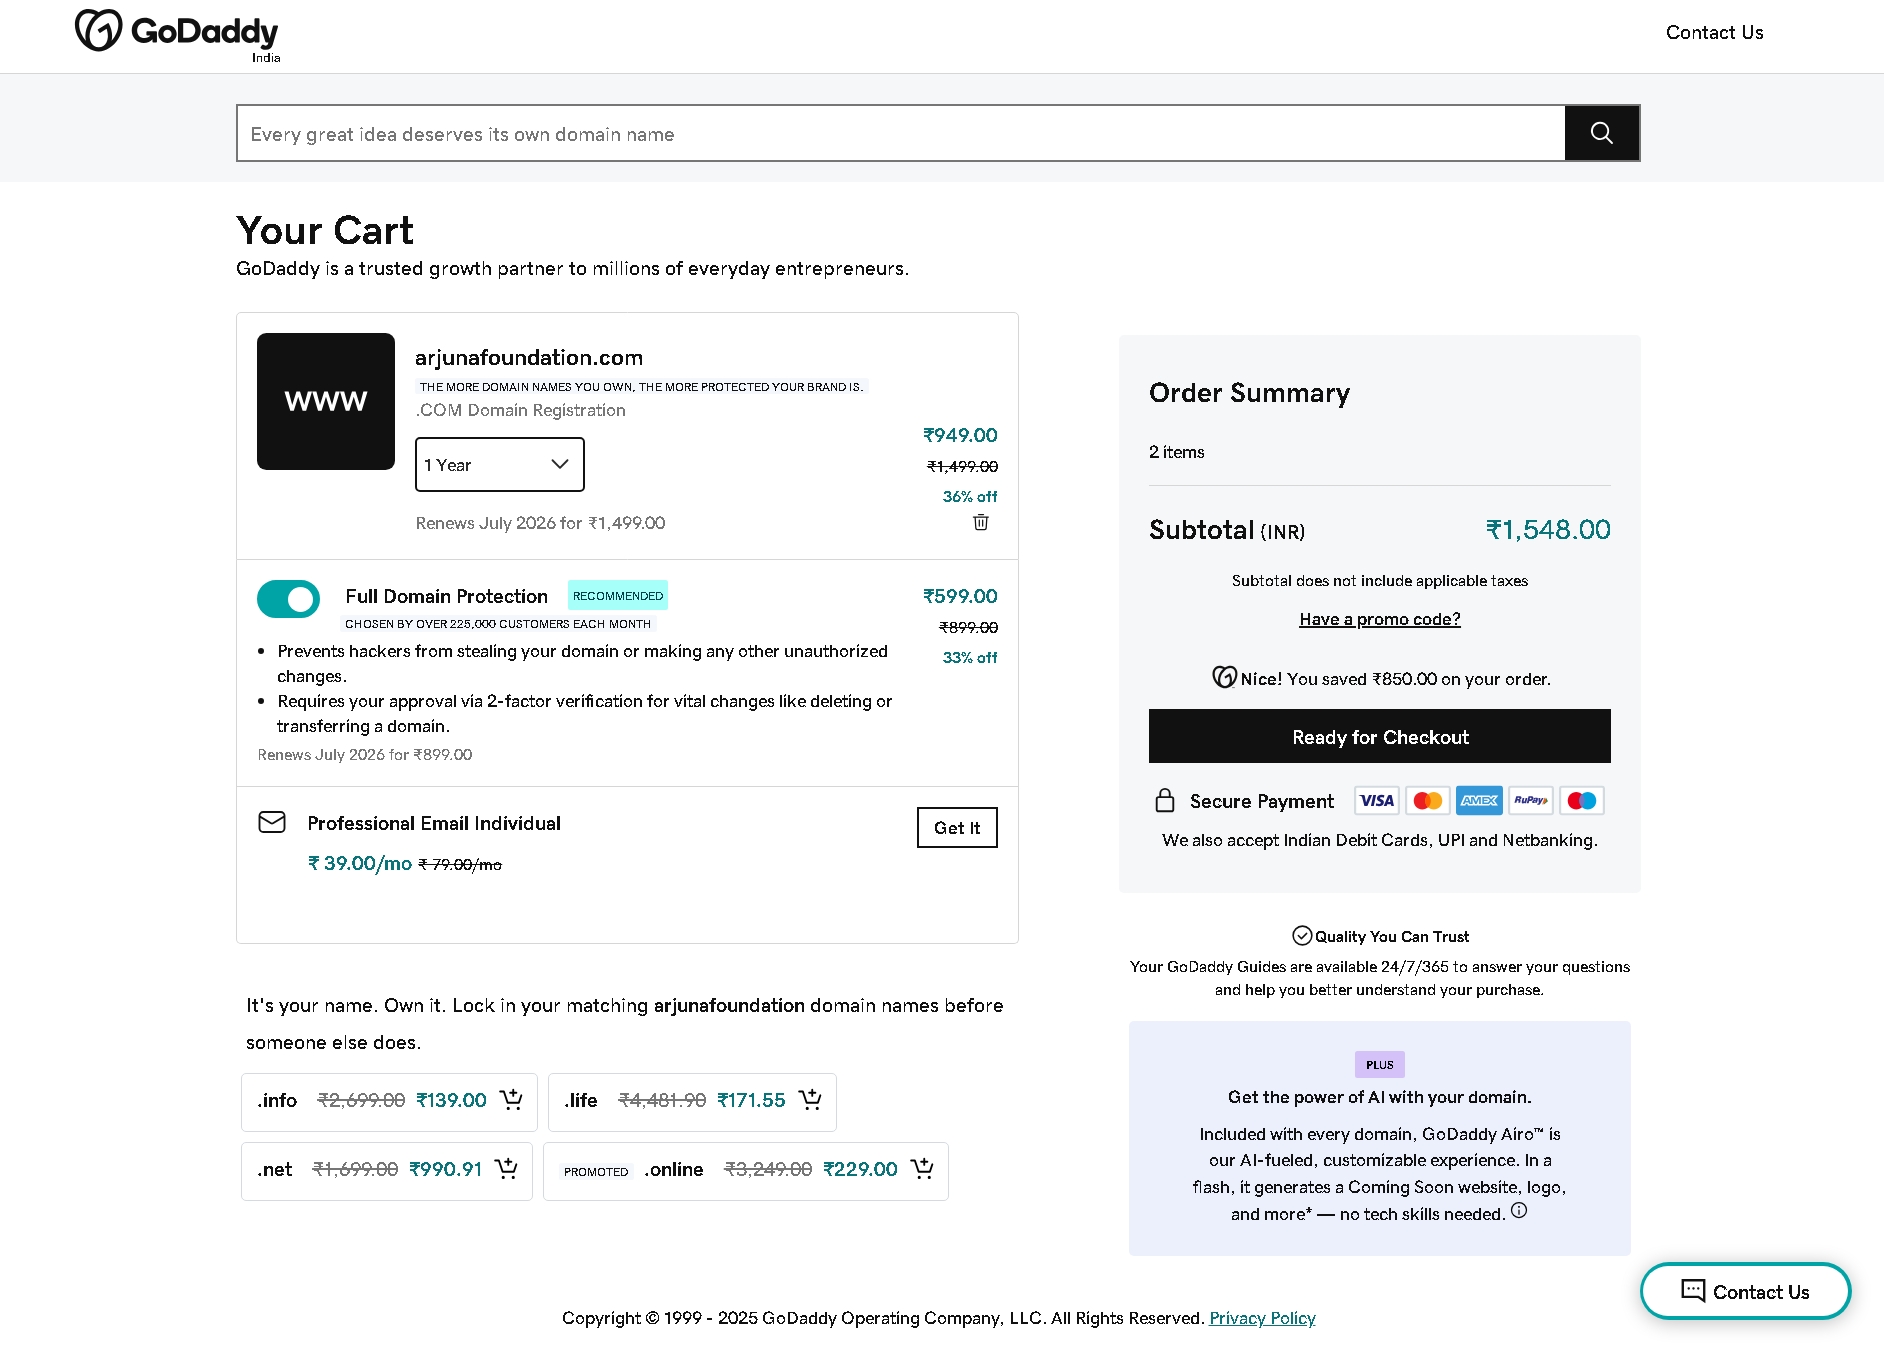 GoDaddy
India
Contact Us
Every great idea deserves its own domain name
Your Cart
GoDaddy is a trusted growth partner to millions of everyday entrepreneurs.
www
arjunafoundation.com
THE MORE DOMAIN NAMES YOU OWN, THE MORE PROTECTED YOUR BRAND IS.
.COM Domain Registration
1 Year
Renews July 2026 for ₹1,499.00
₹949.00
₹1,499.00
36% off
Full Domain Protection RECOMMENDED
CHOSEN BY OVER 225,000 CUSTOMERS EACH MONTH
• Prevents hackers from stealing your domain or making any other unauthorized
changes.
• Requires your approval via 2-factor verification for vital changes like deleting or
transferring a domain.
Renews July 2026 for ₹899.00
₹599.00
₹899.00
33% off
Professional Email Individual
₹ 39.00/mo ₹ 79.00/mo
Get It
It's your name. Own it. Lock in your matching arjunafoundation domain names before
someone else does.
.info ₹2,699.00 ₹139.00
.life ₹4,481.90 ₹171.55
.net ₹1,699.00 ₹990.91
PROMOTED .online ₹3,249.00 ₹229.00
Order Summary
2 items
Subtotal (INR) ₹1,548.00
Subtotal does not include applicable taxes
Have a promo code?
Nice! You saved ₹850.00 on your order.
Ready for Checkout
Secure Payment VISA AMEX RuPay
We also accept Indian Debit Cards, UPI and Netbanking.
Quality You Can Trust
Your GoDaddy Guides are available 24/7/365 to answer your questions
and help you better understand your purchase.
PLUS
Get the power of AI with your domain.
Included with every domain, GoDaddy Airo™ is
our AI-fueled, customizable experience. In a
flash, it generates a Coming Soon website, logo,
and more* — no tech skills needed.
Contact Us
Copyright © 1999 - 2025 GoDaddy Operating Company, LLC. All Rights Reserved. Privacy Policy